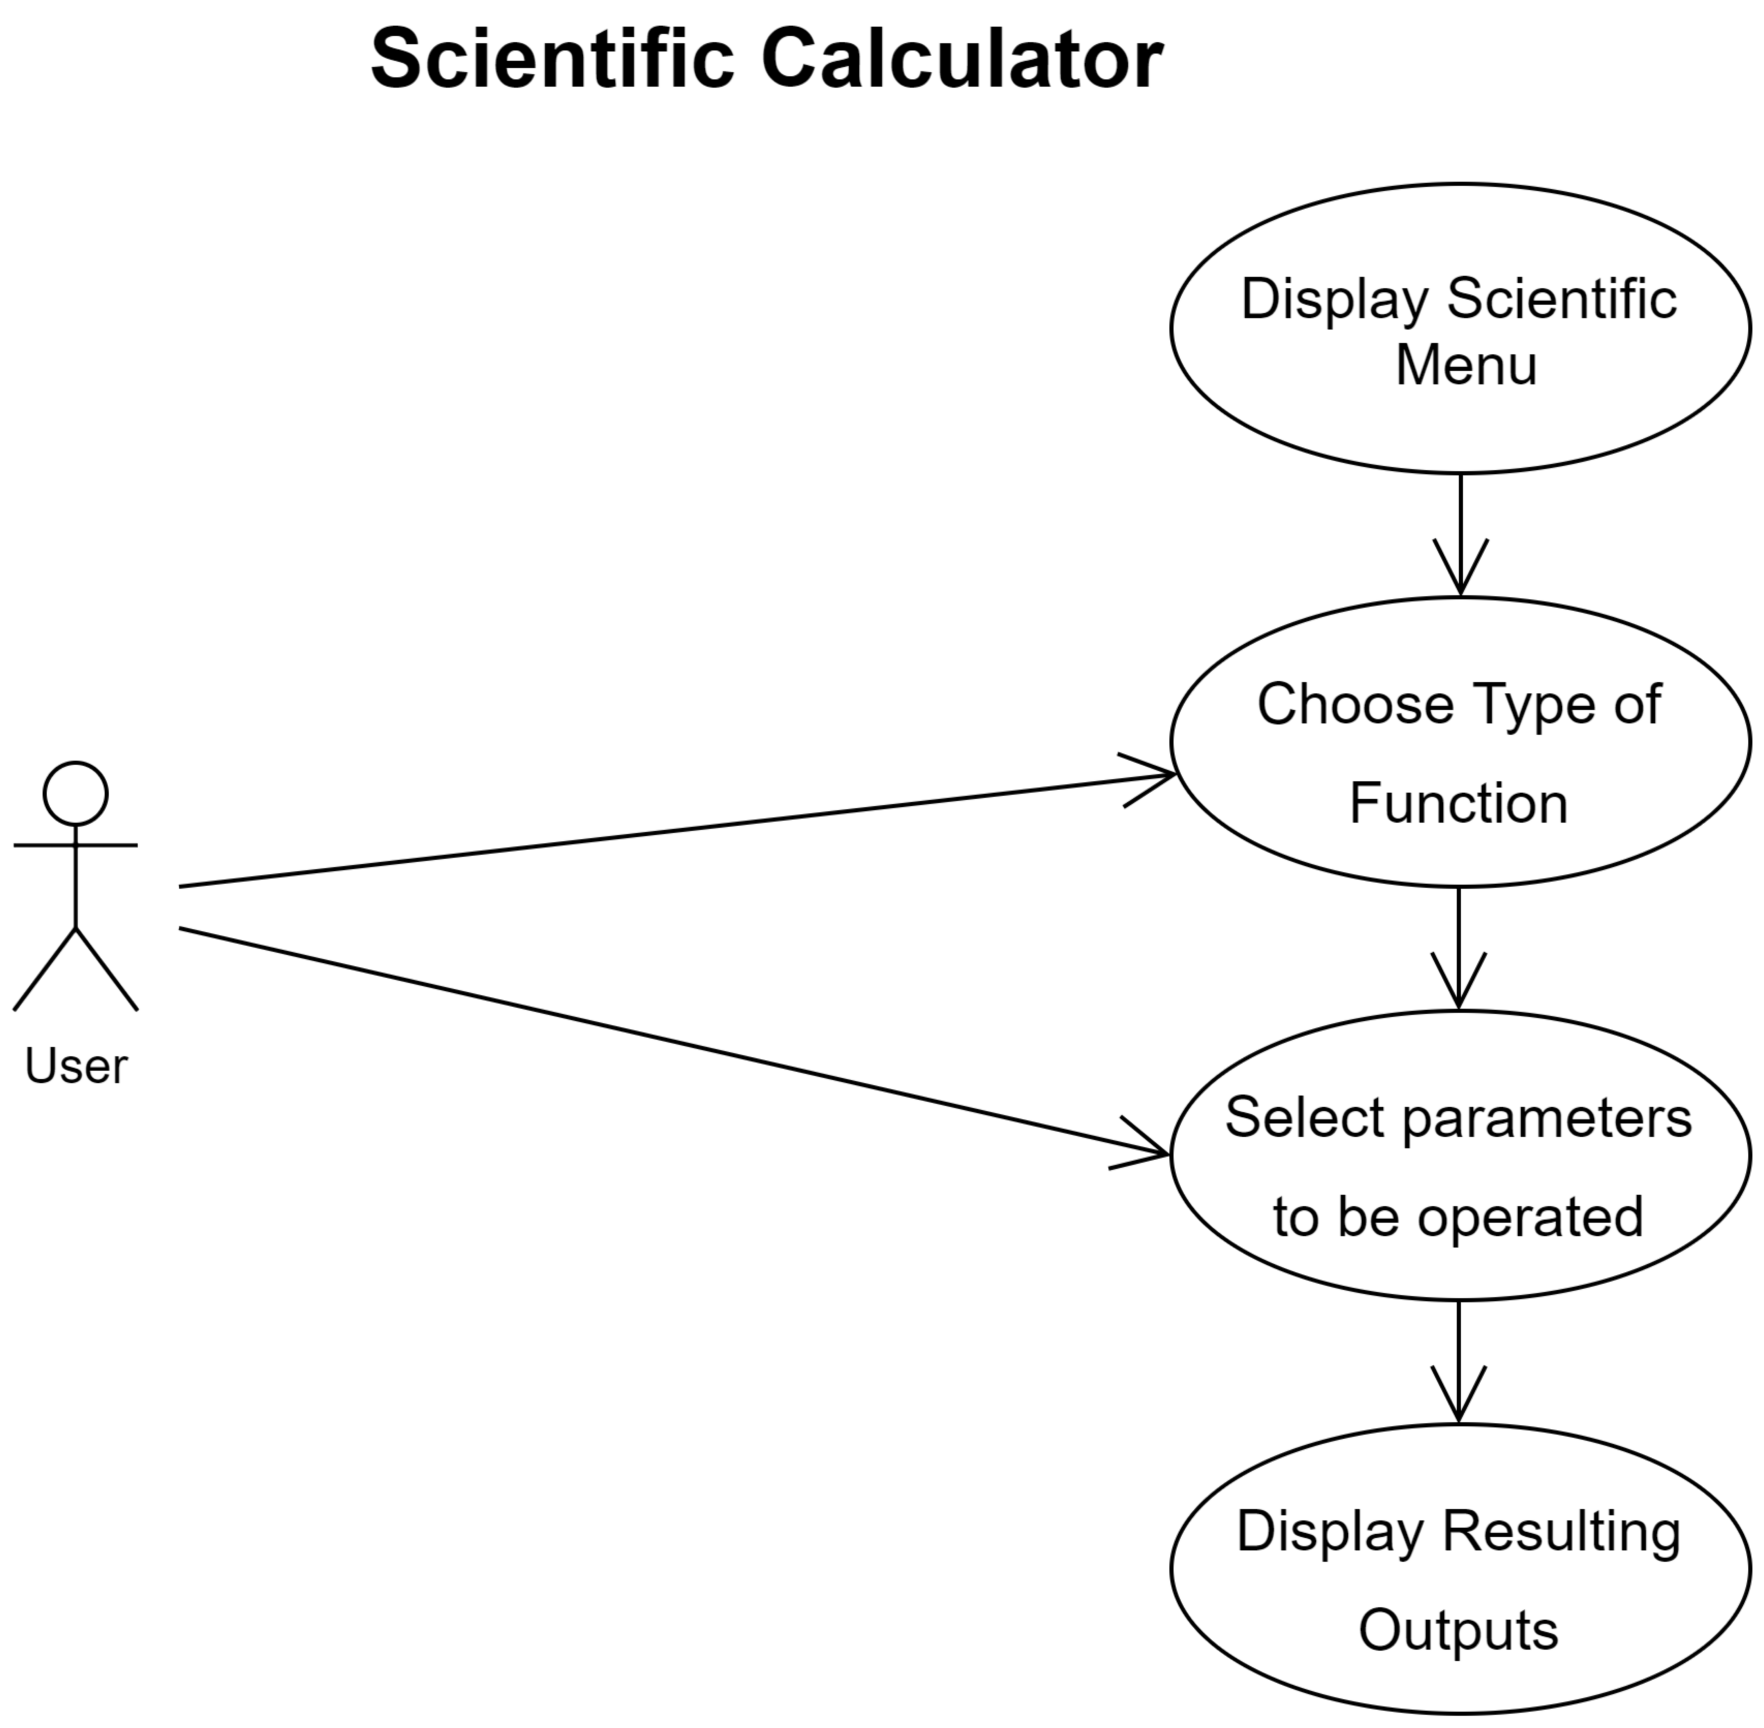 Scientific Calculator
Display Scientific
Menu
Choose Type of
Function
User
Select parameters
to be operated
Display Resulting
Outputs